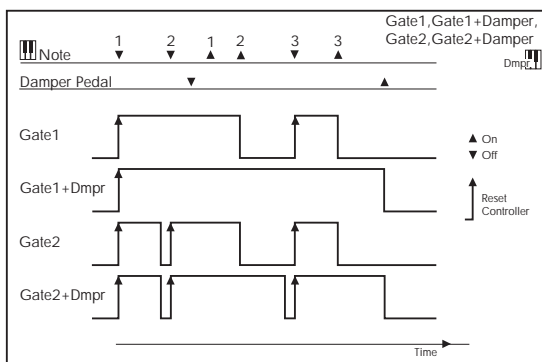 Gate1,Gate1+Damper,
Gate2,Gate2+Damper
1 2 1 2 3 3
Note
Dmpr,
Damper Pedal
Gate1
On
Off
Gate1+Dmpr
Reset
Controller
Gate2
Gate2+Dmpr
Time